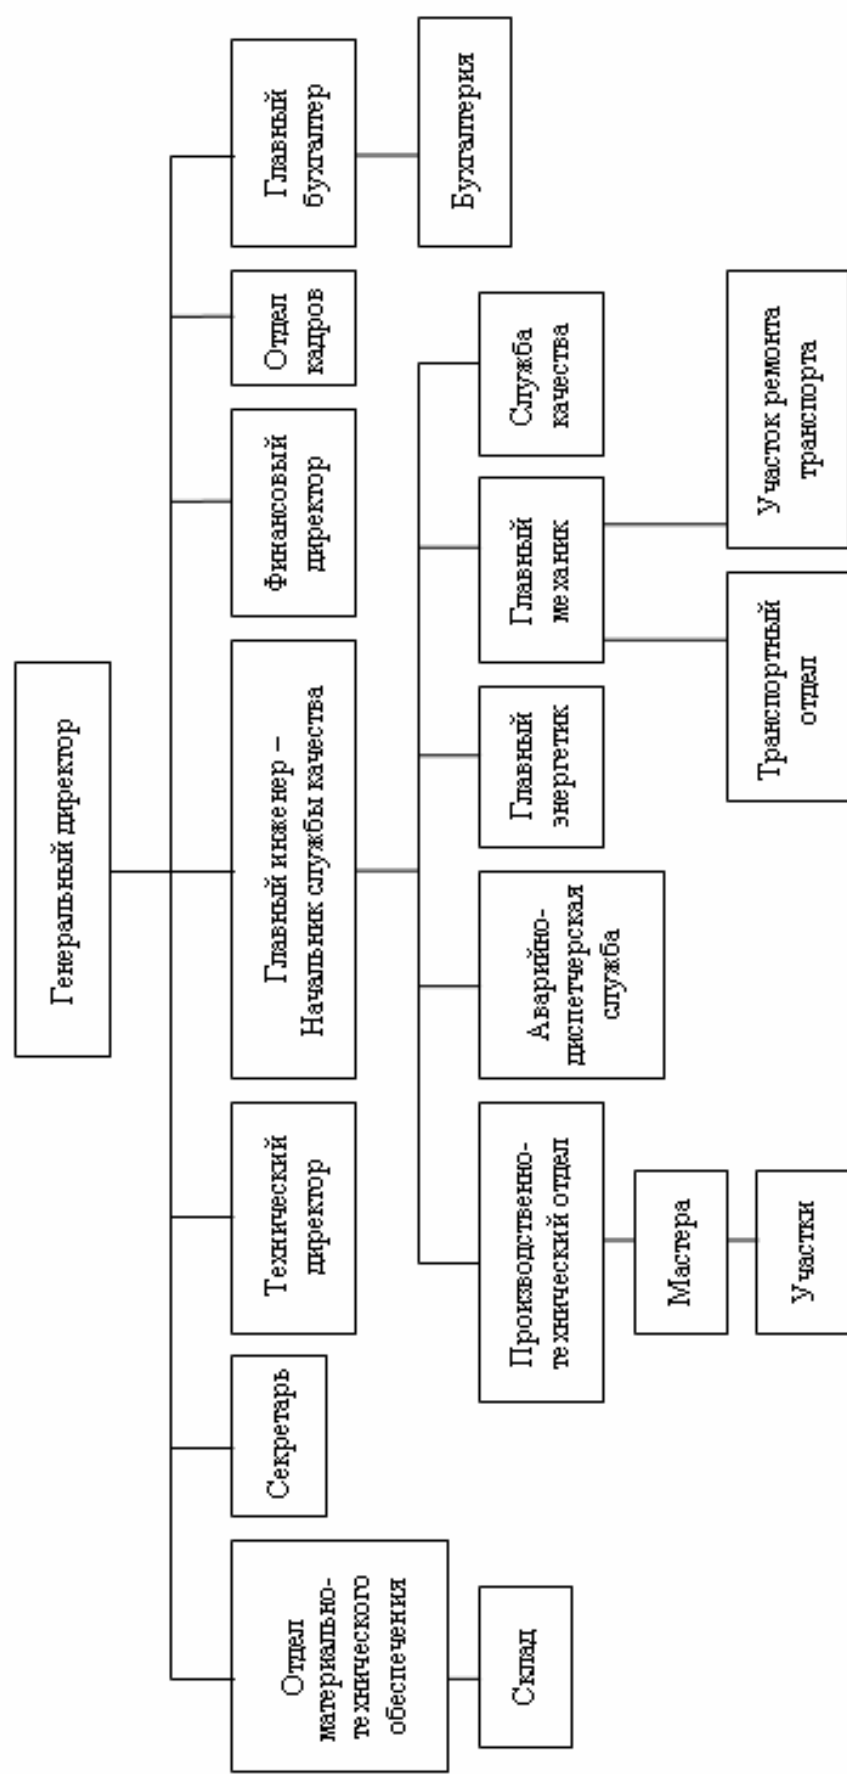 Генеральный директор
Отдел
материально-
технического
обеспечения
Секретарь
Технический
директор
Главный инженер –
Начальник службы качества
Финансовый
директор
Отдел
кадров
Главный
бухгалтер
Склад
Производственно-
технический отдел
Аварийно-
диспетчерская
служба
Главный
энергетик
Главный
механик
Служба
качества
Бухгалтерия
Мастера
Участки
Транспортный
отдел
Участок ремонта
транспорта